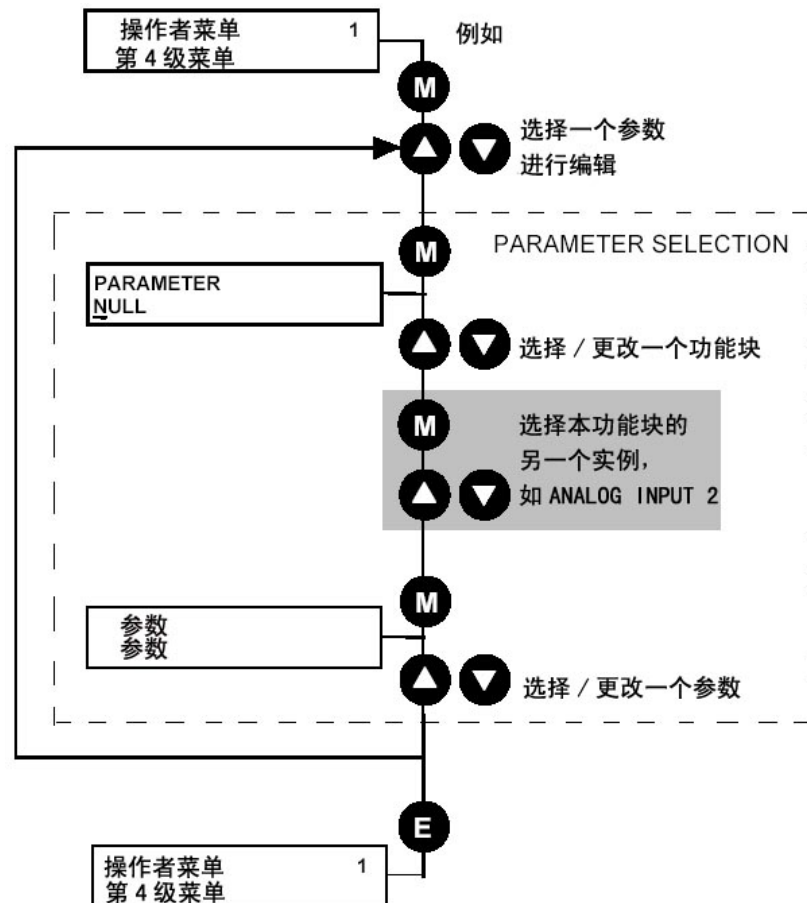 操作者菜单 1
第4级菜单
例如
M
选择一个参数
进行编辑
M
PARAMETER SELECTION
PARAMETER
NULL
选择 / 更改一个功能块
M
选择本功能块的
另一个实例，
如 ANALOG INPUT 2
M
参数
参数
选择 / 更改一个参数
E
操作者菜单 1
第4级菜单